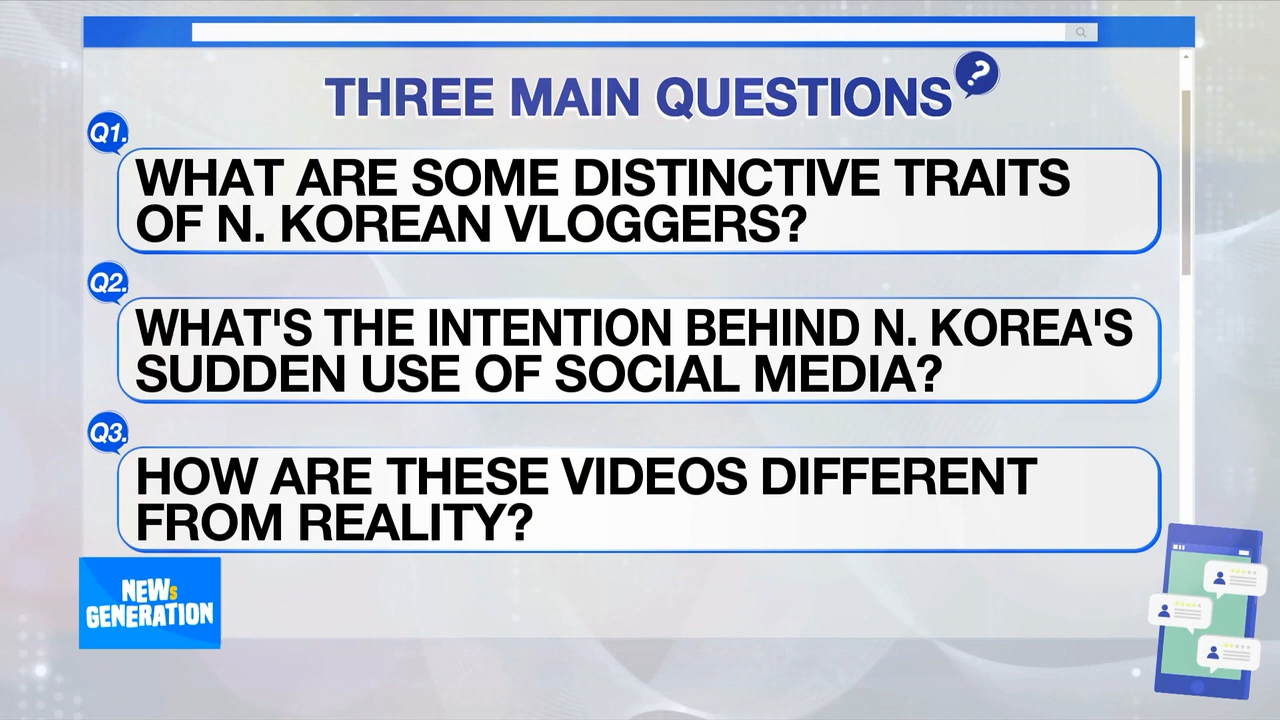 THREE MAIN QUESTIONS
?
Q1.
WHAT ARE SOME DISTINCTIVE TRAITS
OF N. KOREAN VLOGGERS?
Q2.
WHAT'S THE INTENTION BEHIND N. KOREA'S
SUDDEN USE OF SOCIAL MEDIA?
Q3.
HOW ARE THESE VIDEOS DIFFERENT
FROM REALITY?
NEWs
GENERATION